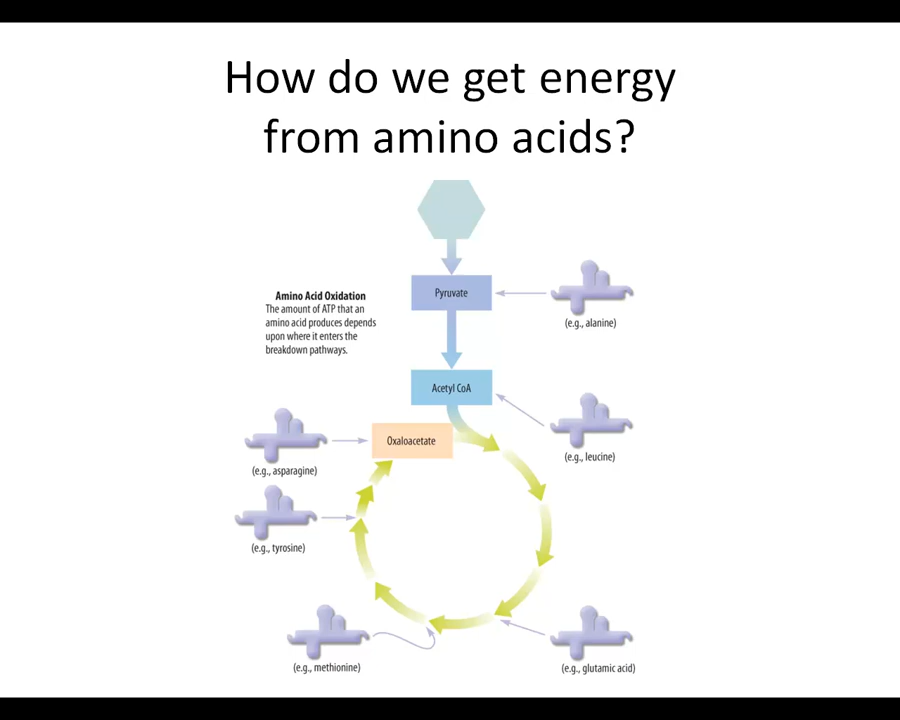 How do we get energy
from amino acids?
Amino Acid Oxidation
The amount of ATP that an
amino acid produces depends
upon where it enters the
breakdown pathways.
Pyruvate
(e.g., alanine)
Acetyl CoA
(e.g., leucine)
Oxaloacetate
(e.g., asparagine)
(e.g., tyrosine)
(e.g., methionine)
(e.g., glutamic acid)